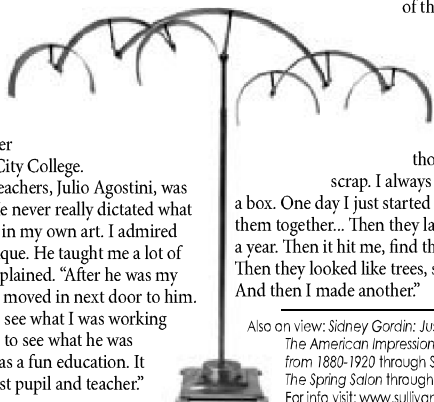 of th
er
City College.
eachers, Julio Agostini, was
e never really dictated what
in my own art. I admired
que. He taught me a lot of
plained. “After he was my
moved in next door to him.
see what I was working
to see what he was
as a fun education. It
st pupil and teacher.”
tho
scrap. I always
a box. One day I just started
them together... Then they la
a year. Then it hit me, find th
Then they looked like trees, s
And then I made another.”
Also on view: Sidney Gordin: Ju
The American Impression
from 1880-1920 through S
The Spring Salon through
For info visit: www.sulliva